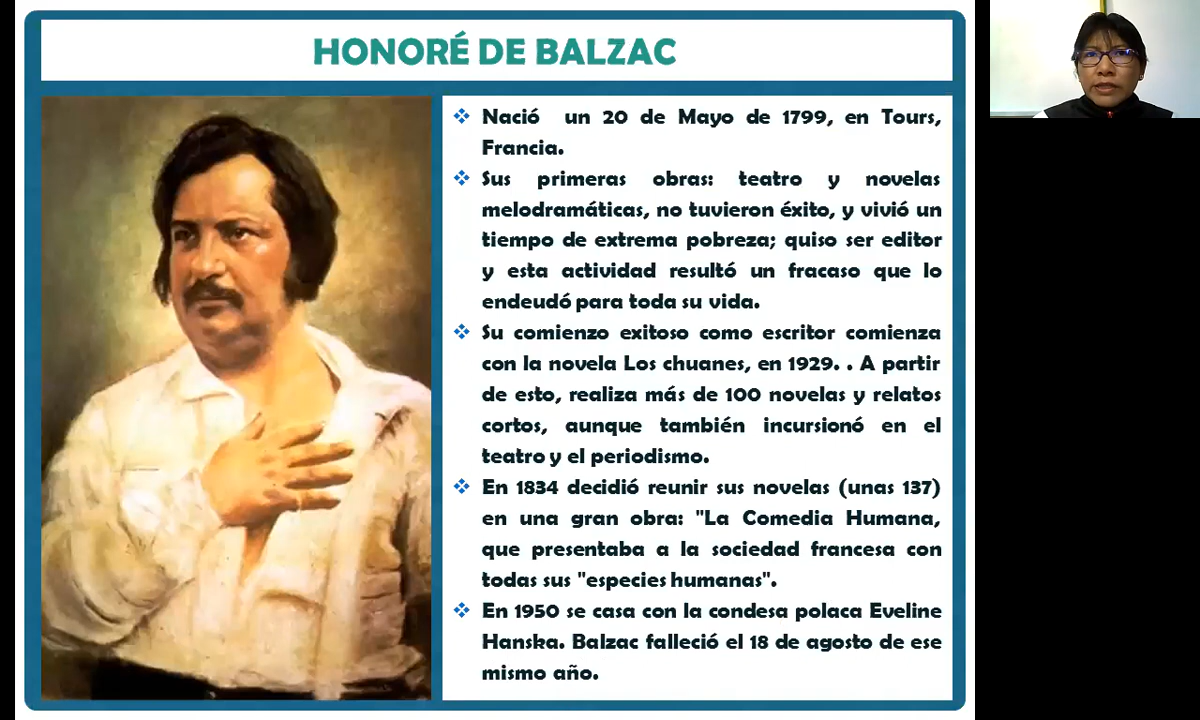 HONORÉ DE BALZAC
Nació un 20 de Mayo de 1799, en Tours,
Francia.
Sus primeras obras: teatro y novelas
melodramáticas, no tuvieron éxito, y vivió un
tiempo de extrema pobreza; quiso ser editor
y esta actividad resultó un fracaso que lo
endeudó para toda su vida.
Su comienzo exitoso como escritor comienza
con la novela Los chuanes, en 1929. . A partir
de esto, realiza más de 100 novelas y relatos
cortos, aunque también incursionó en el
teatro y el periodismo.
En 1834 decidió reunir sus novelas (unas 137)
en una gran obra: "La Comedia Humana,
que presentaba a la sociedad francesa con
todas sus "especies humanas".
En 1950 se casa con la condesa polaca Eveline
Hanska. Balzac falleció el 18 de agosto de ese
mismo año.